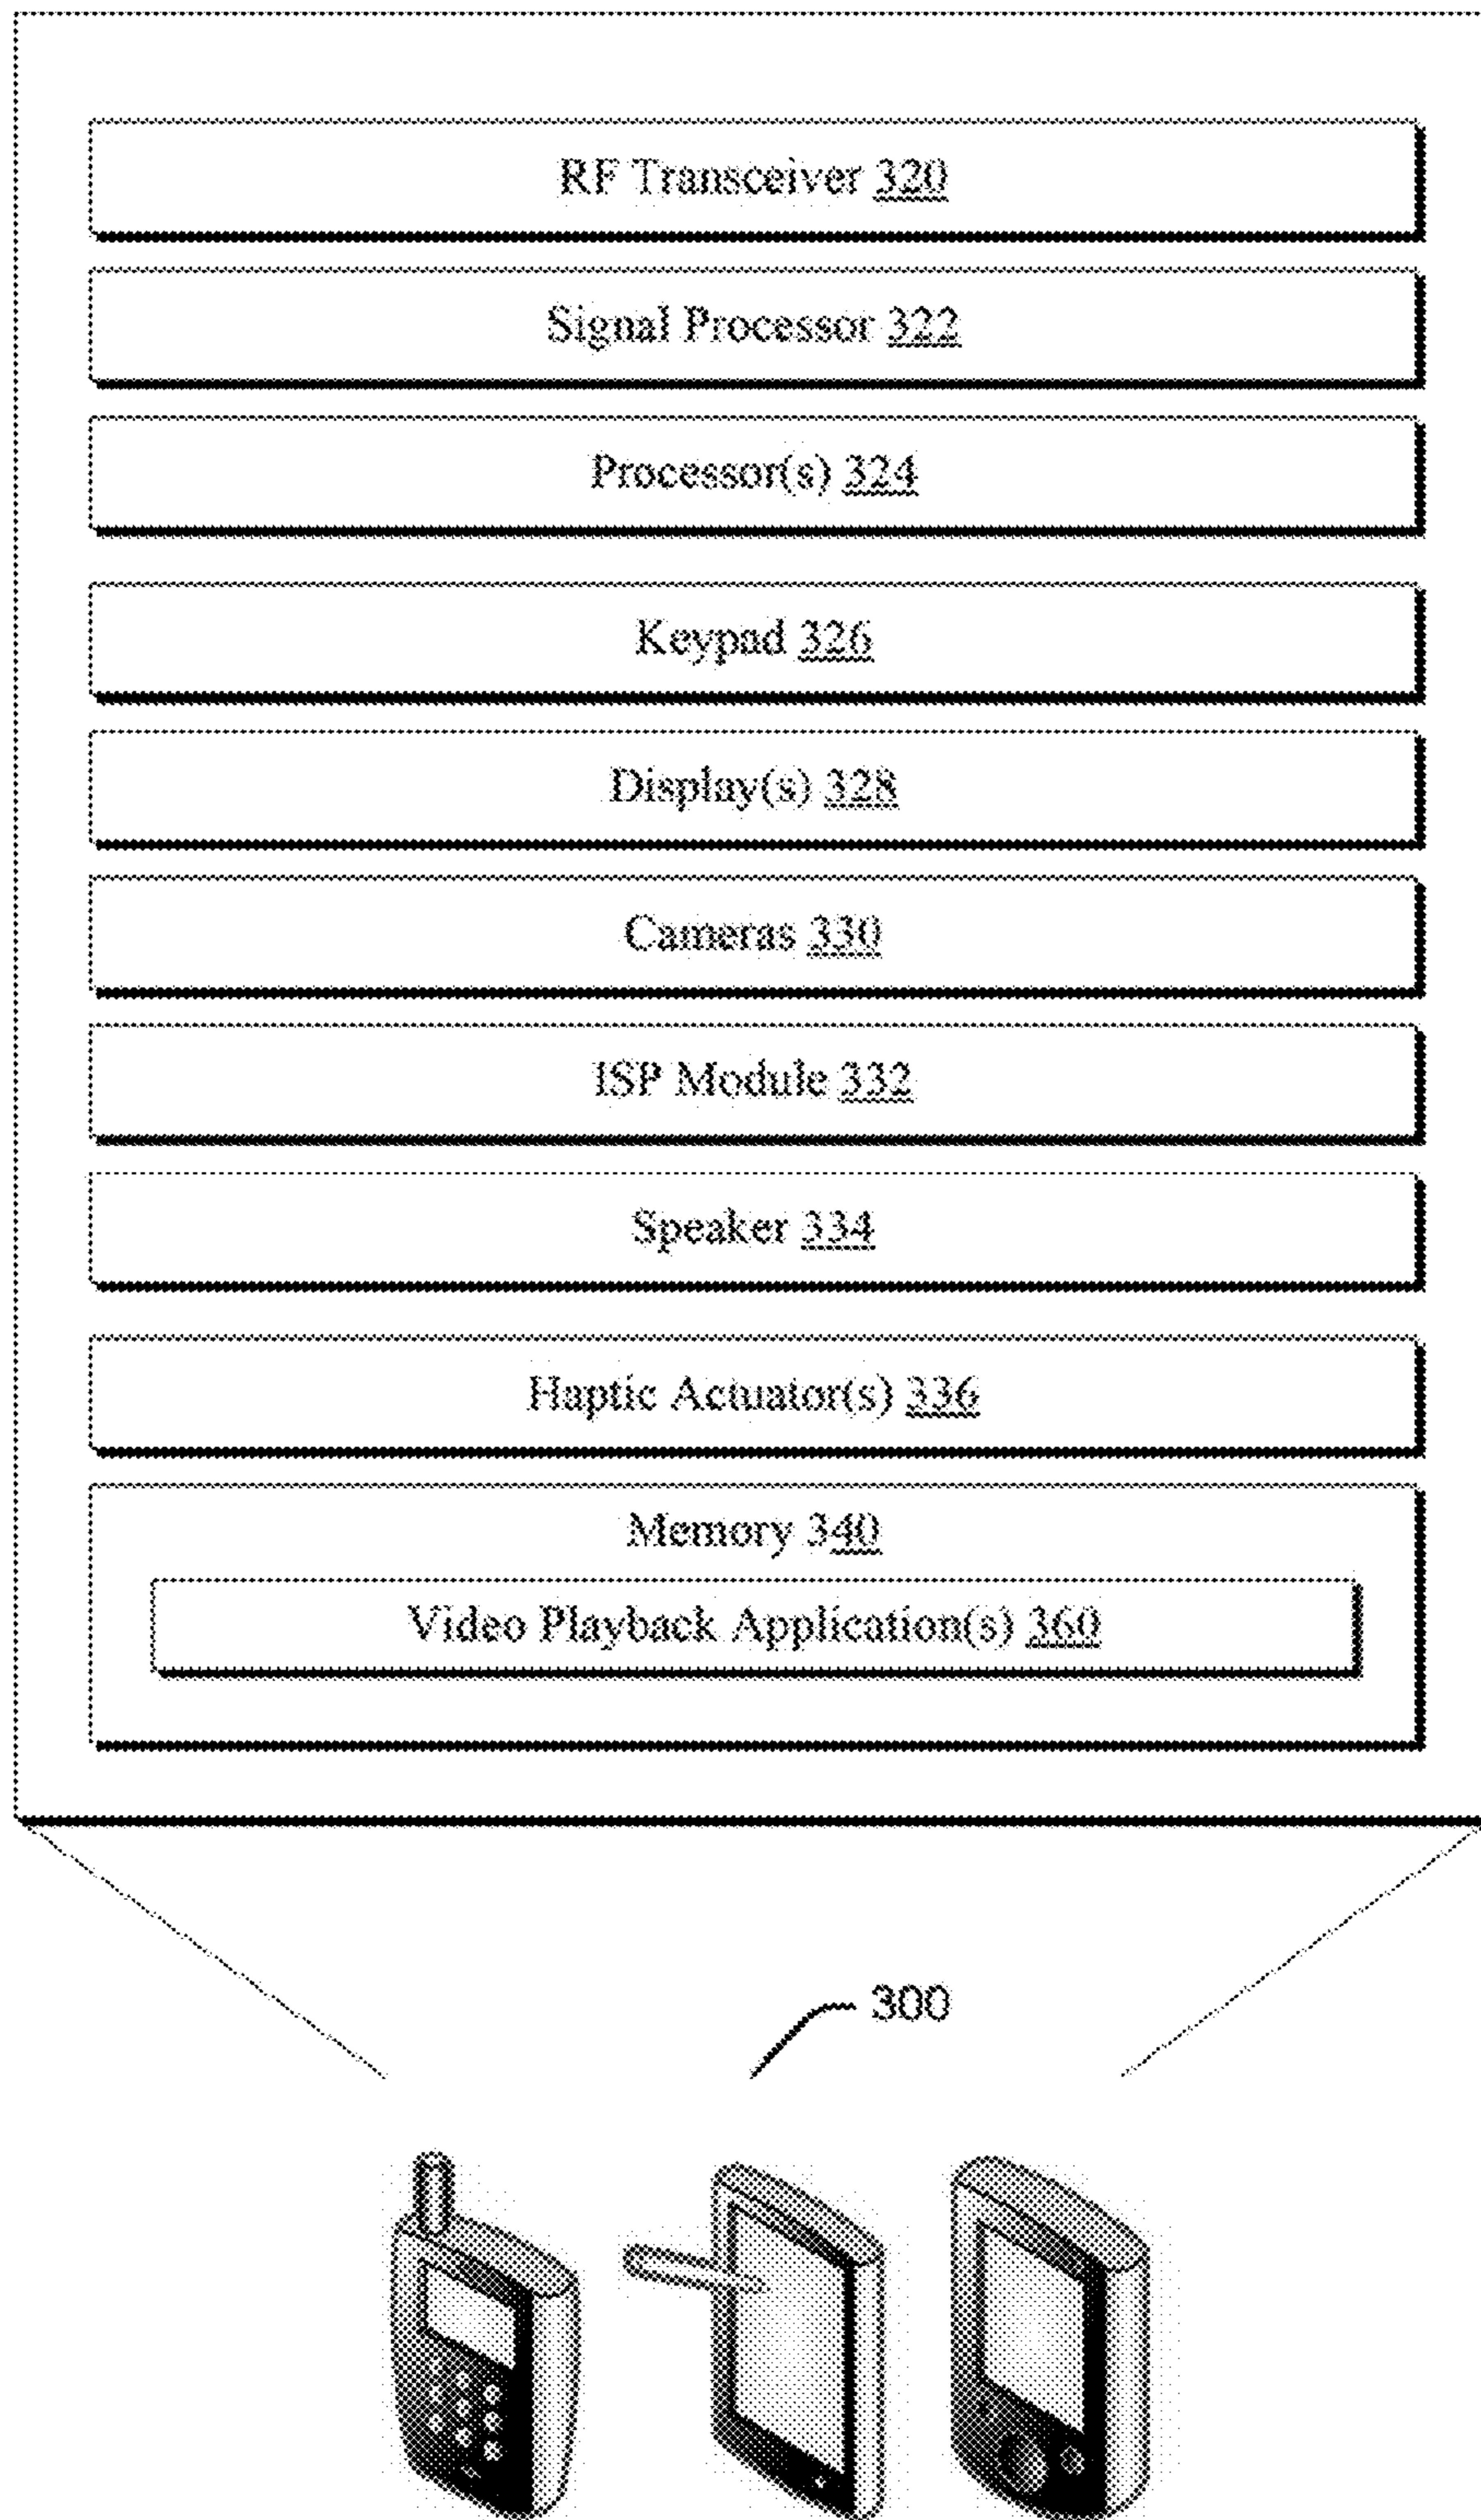 RF Transceiver 320
Signal Processor 322
Processor(s) 324
Keypad 326
Display(s) 328
Cameras 330
ISP Module 332
Speaker 334
Haptic Actuator(s) 336
Memory 340
Video Playback Application(s) 360
300